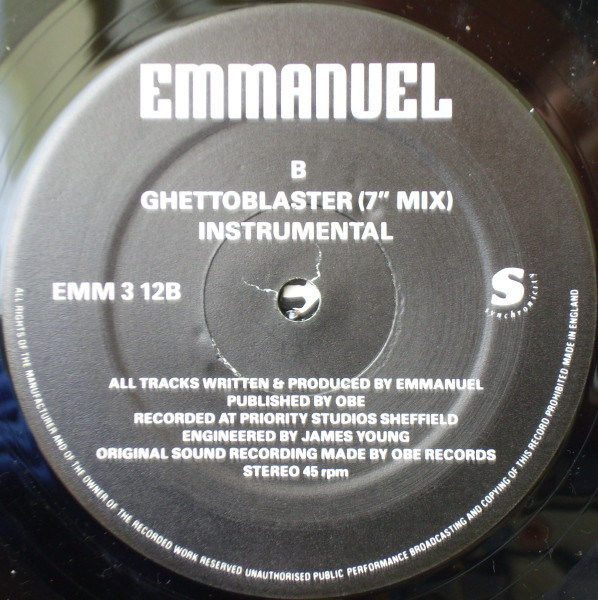 EMMANUEL
B
GHETTOBLASTER (7" MIX)
INSTRUMENTAL
EMM 3 12B
S
synchronicity
ALL TRACKS WRITTEN & PRODUCED BY EMMANUEL
PUBLISHED BY OBE
RECORDED AT PRIORITY STUDIOS SHEFFIELD
ENGINEERED BY JAMES YOUNG
ORIGINAL SOUND RECORDING MADE BY OBE RECORDS
STEREO 45 rpm
ALL RIGHTS OF THE MANUFACTURER AND OF THE OWNER OF THE RECORDED WORK RESERVED UNAUTHORISED PUBLIC PERFORMANCE BROADCASTING AND COPYING OF THIS RECORD PROHIBITED MADE IN ENGLAND